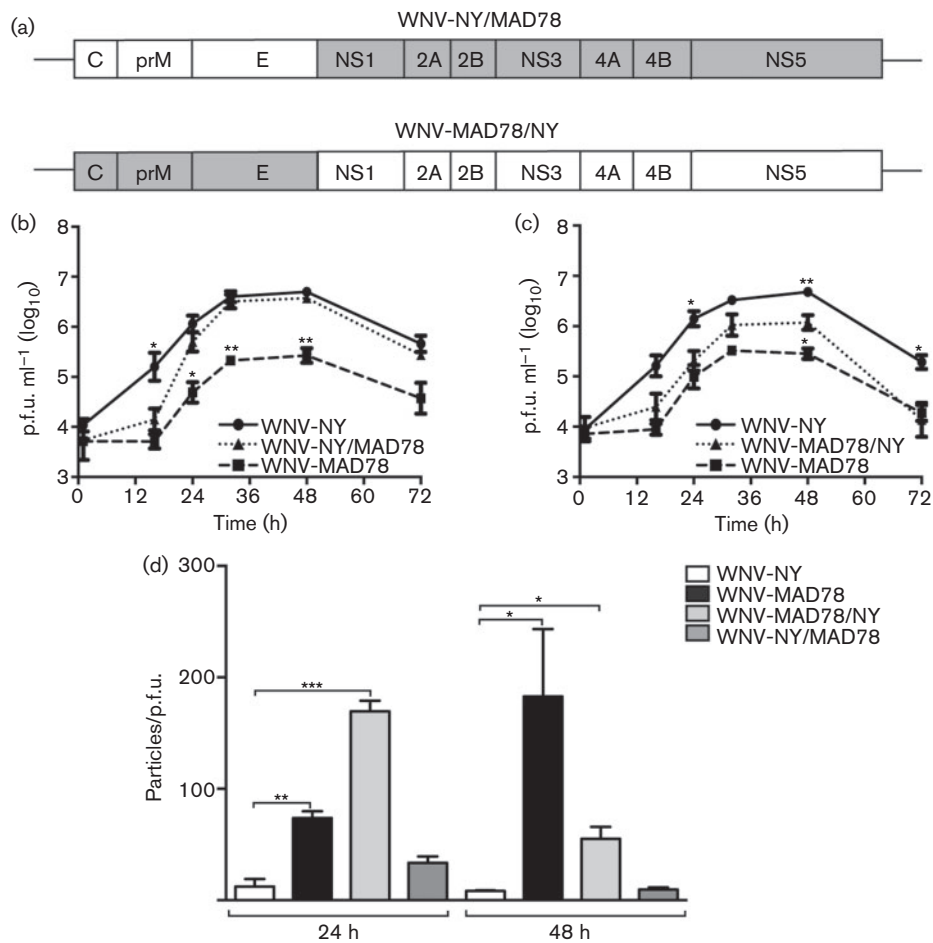 (a)
WNV-NY/MAD78
C prM E NS1 2A 2B NS3 4A 4B NS5
WNV-MAD78/NY
C prM E NS1 2A 2B NS3 4A 4B NS5
(b)
p.f.u. ml⁻¹ (log₁₀)
8
7
6
5
4
3
*
*
**
**
WNV-NY
WNV-NY/MAD78
WNV-MAD78
0 12 24 36 48 60 72
Time (h)
(c)
p.f.u. ml⁻¹ (log₁₀)
8
7
6
5
4
3
*
**
*
*
WNV-NY
WNV-MAD78/NY
WNV-MAD78
0 12 24 36 48 60 72
Time (h)
(d)
Particles/p.f.u.
300
200
100
**
***
*
*
24 h
48 h
WNV-NY
WNV-MAD78
WNV-MAD78/NY
WNV-NY/MAD78